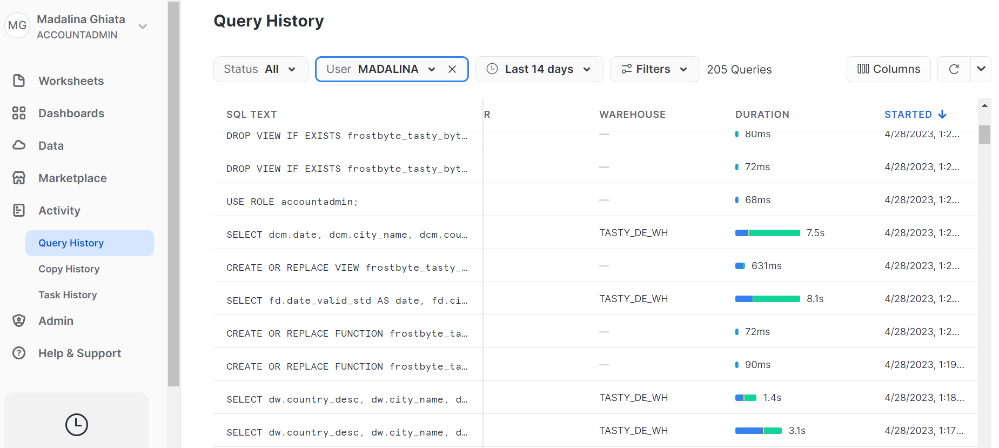 MG
Madalina Ghiata
ACCOUNTADMIN
Worksheets
Dashboards
Data
Marketplace
Activity
Query History
Copy History
Task History
Admin
Help & Support
Query History
Status All
User MADALINA
Last 14 days
Filters
205 Queries
Columns
SQL TEXT R WAREHOUSE DURATION STARTED
DROP VIEW IF EXISTS frostbyte_tasty_byt… — 80ms 4/28/2023, 1:2...
DROP VIEW IF EXISTS frostbyte_tasty_byt… — 72ms 4/28/2023, 1:2...
USE ROLE accountadmin; — 68ms 4/28/2023, 1:2...
SELECT dcm.date, dcm.city_name, dcm.cou… TASTY_DE_WH 7.5s 4/28/2023, 1:2...
CREATE OR REPLACE VIEW frostbyte_tasty_… — 631ms 4/28/2023, 1:2...
SELECT fd.date_valid_std AS date, fd.ci… TASTY_DE_WH 8.1s 4/28/2023, 1:2...
CREATE OR REPLACE FUNCTION frostbyte_ta… — 72ms 4/28/2023, 1:2...
CREATE OR REPLACE FUNCTION frostbyte_ta… — 90ms 4/28/2023, 1:19...
SELECT dw.country_desc, dw.city_name, d… TASTY_DE_WH 1.4s 4/28/2023, 1:18...
SELECT dw.country_desc, dw.city_name, d… TASTY_DE_WH 3.1s 4/28/2023, 1:17...